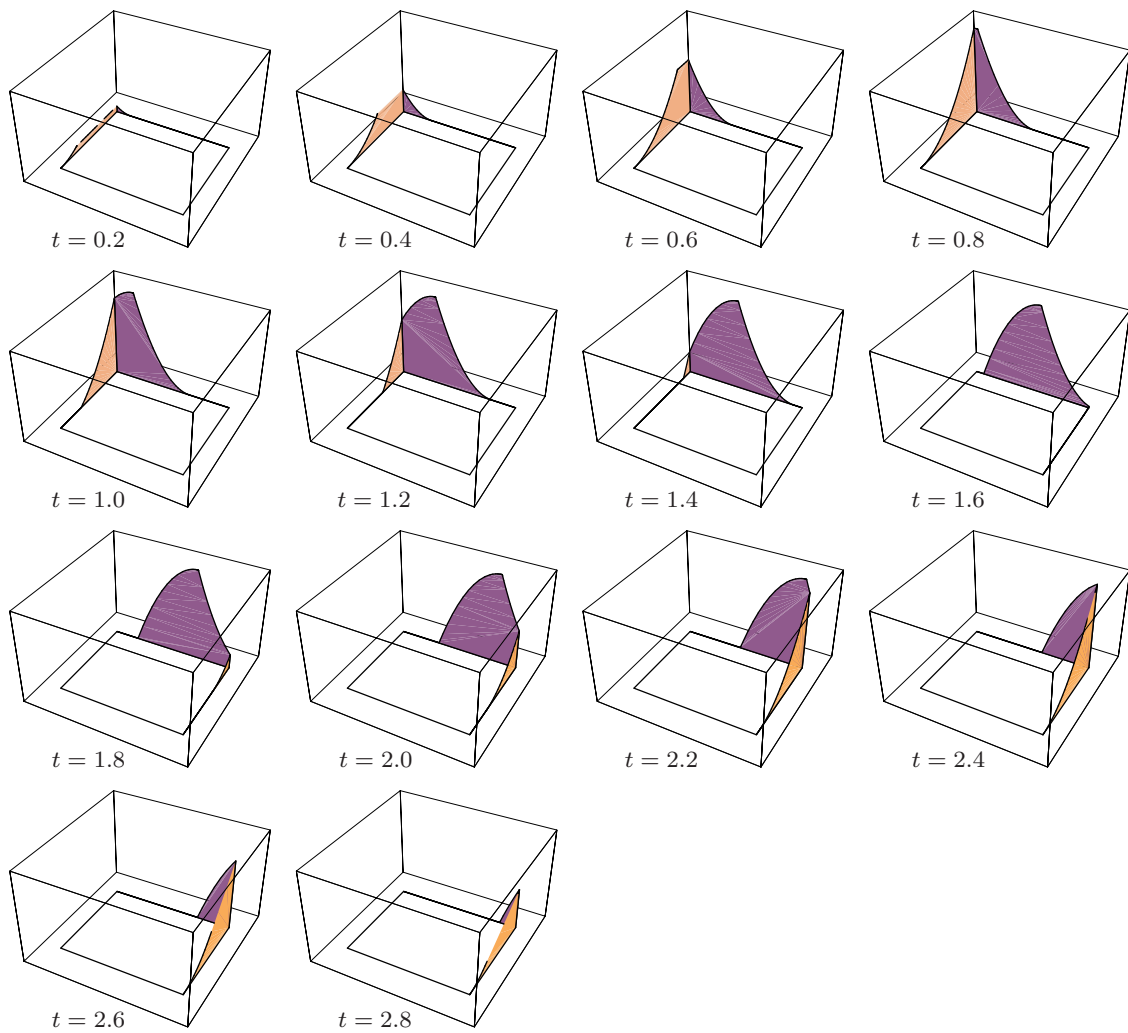 t = 0.2
t = 0.4
t = 0.6
t = 0.8
t = 1.0
t = 1.2
t = 1.4
t = 1.6
t = 1.8
t = 2.0
t = 2.2
t = 2.4
t = 2.6
t = 2.8